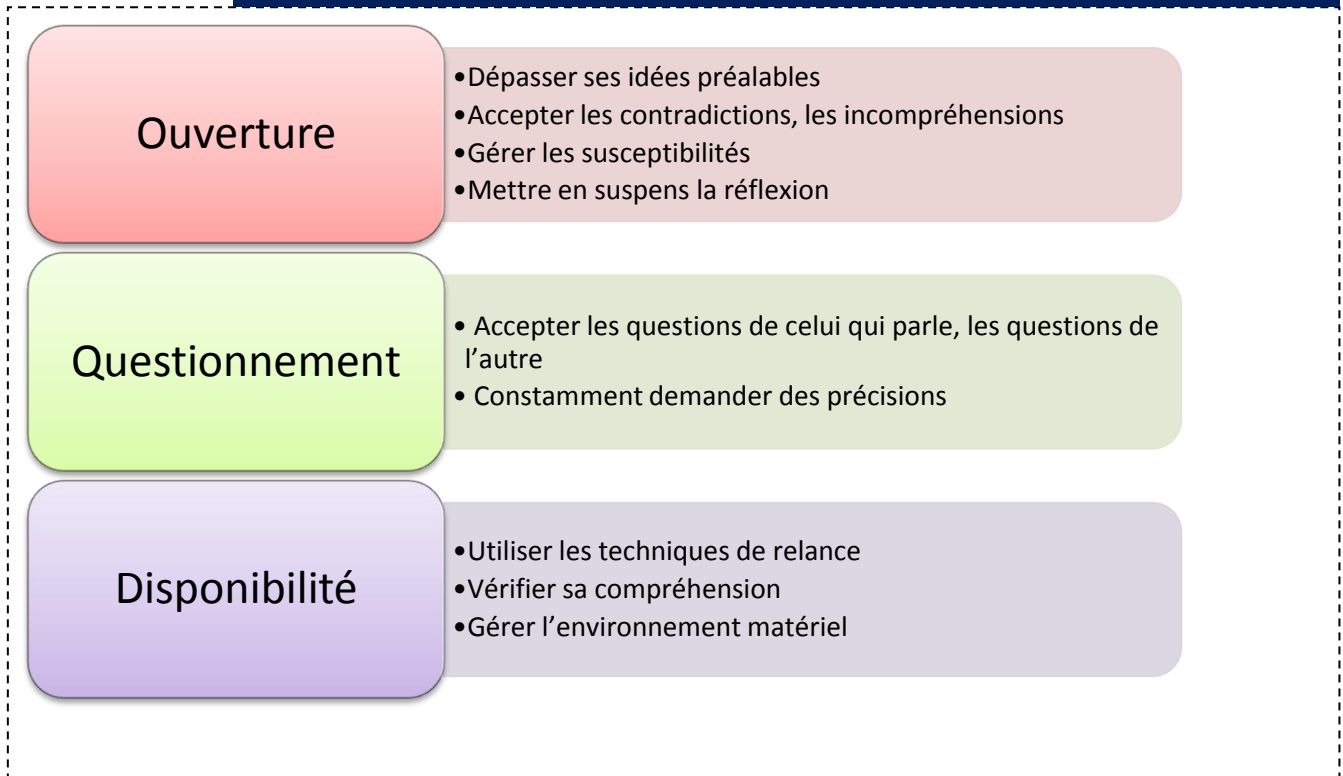 Ouverture
•Dépasser ses idées préalables
•Accepter les contradictions, les incompréhensions
•Gérer les susceptibilités
•Mettre en suspens la réflexion
Questionnement
• Accepter les questions de celui qui parle, les questions de
l’autre
• Constamment demander des précisions
Disponibilité
•Utiliser les techniques de relance
•Vérifier sa compréhension
•Gérer l’environnement matériel